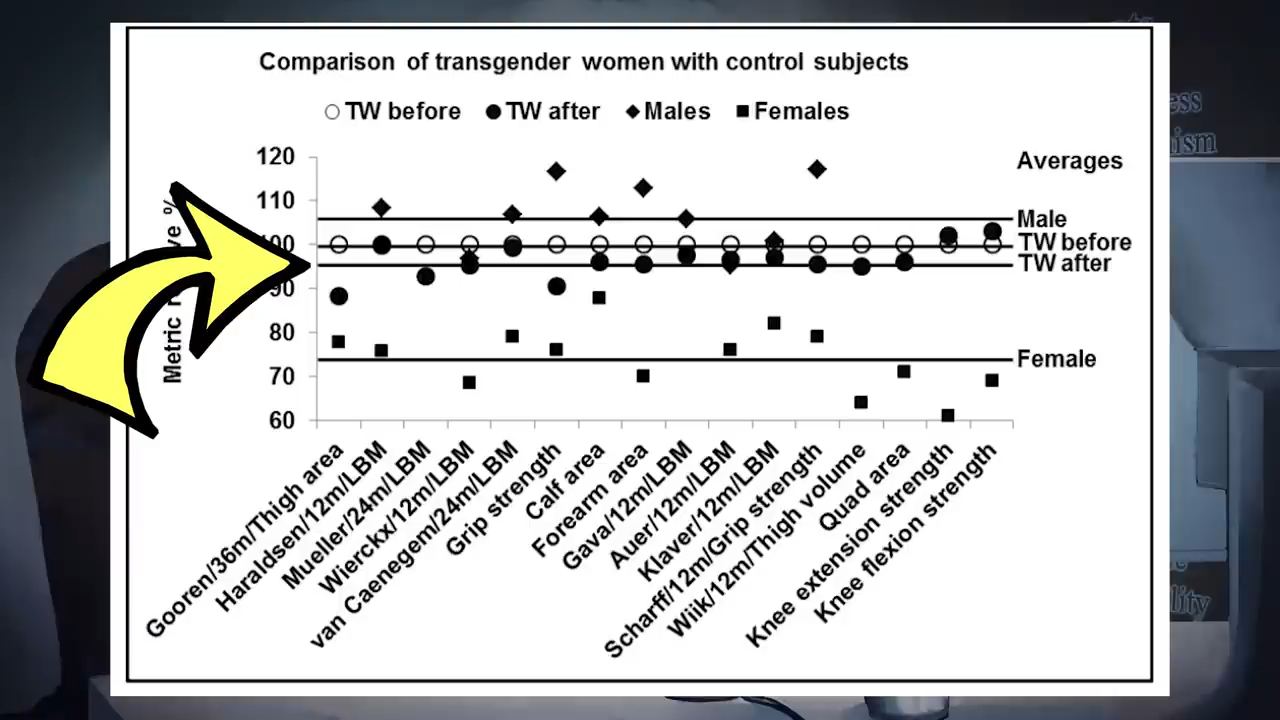 Comparison of transgender women with control subjects
TW before
TW after
Males
Females
120
110
100
90
80
70
60
Metric
%
Averages
Male
TW before
TW after
Female
Gooren/36m/Thigh area
Haraldsen/12m/LBM
Mueller/24m/LBM
Wierckx/12m/LBM
van Caenegem/24m/LBM
Grip strength
Calf area
Forearm area
Gava/12m/LBM
Auer/12m/LBM
Klaver/12m/LBM
Scharff/12m/Grip strength
Wiik/12m/Thigh volume
Quad area
Knee extension strength
Knee flexion strength